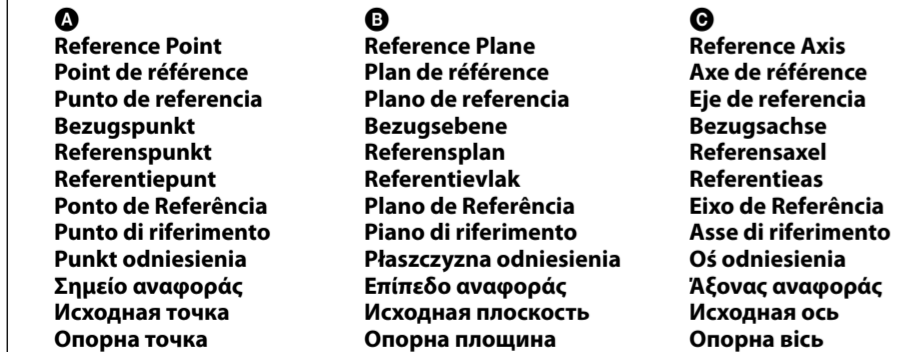 A
Reference Point
Point de référence
Punto de referencia
Bezugspunkt
Referenspunkt
Referentiepunt
Ponto de Referência
Punto di riferimento
Punkt odniesienia
Σημείο αναφοράς
Исходная точка
Опорна точка
B
Reference Plane
Plan de référence
Plano de referencia
Bezugsebene
Referensplan
Referentievlak
Plano de Referência
Piano di riferimento
Płaszczyzna odniesienia
Επίπεδο αναφοράς
Исходная плоскость
Опорна площина
C
Reference Axis
Axe de référence
Eje de referencia
Bezugsachse
Referensaxel
Referentieas
Eixo de Referência
Asse di riferimento
Oś odniesienia
Άξονας αναφοράς
Исходная ось
Опорна вісь